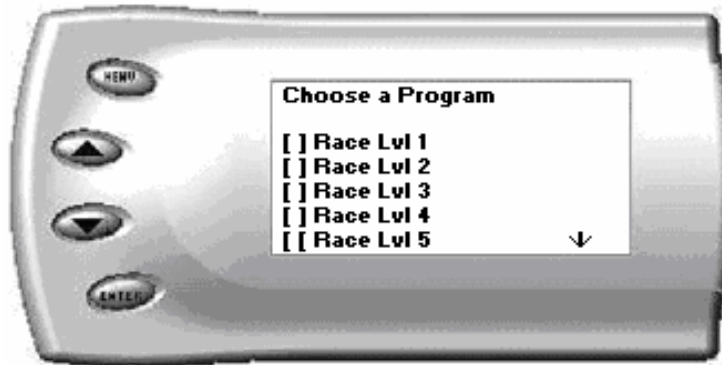 MENU
Choose a Program
[ ] Race Lvl 1
[ ] Race Lvl 2
[ ] Race Lvl 3
[ ] Race Lvl 4
[ [ Race Lvl 5
ENTER